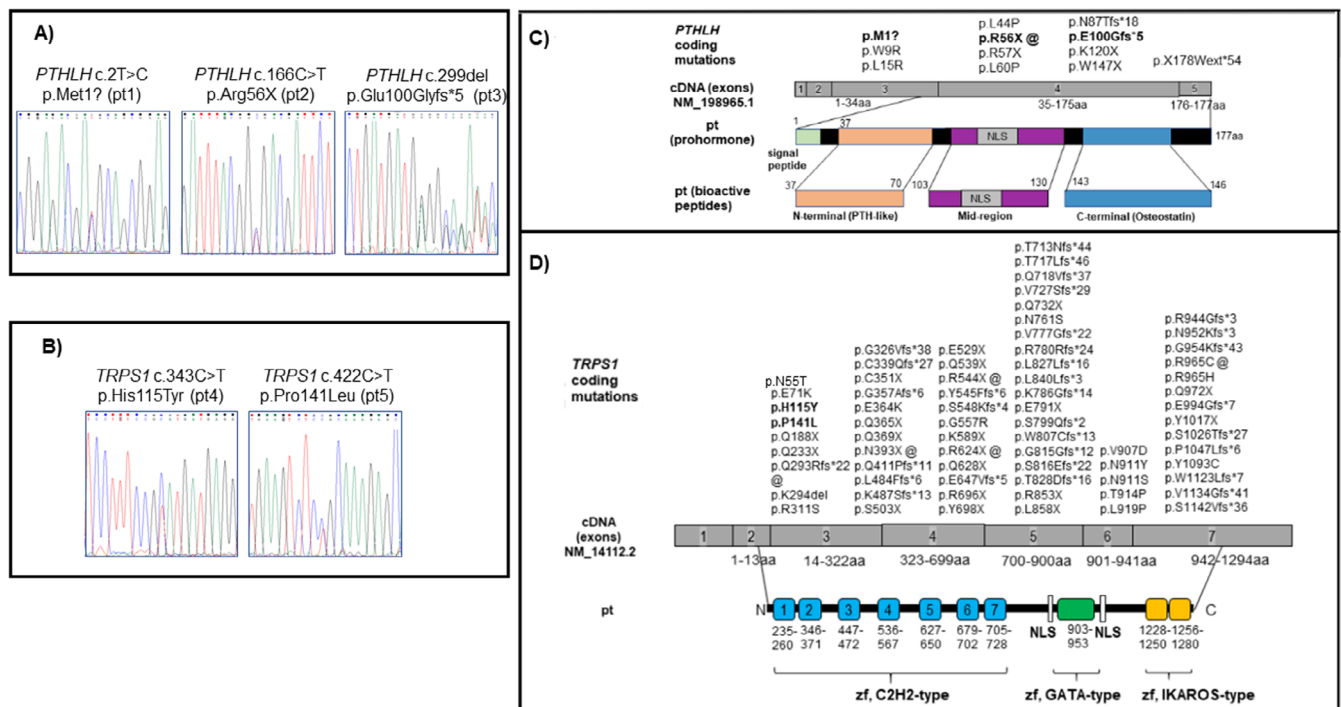 A)
PTHLH c.2T>C
p.Met1? (pt1)
PTHLH c.166C>T
p.Arg56X (pt2)
PTHLH c.299del
p.Glu100Glyfs*5 (pt3)
B)
TRPS1 c.343C>T
p.His115Tyr (pt4)
TRPS1 c.422C>T
p.Pro141Leu (pt5)
C)
PTHLH
coding
mutations
p.M1?
p.W9R
p.L15R
p.L44P
p.R56X @
p.R57X
p.L60P
p.N87Tfs*18
p.E100Gfs*5
p.K120X
p.W147X
p.X178Wext*54
cDNA (exons)
NM_198965.1
1 2 3 4 5
1-34aa 35-175aa 176-177aa
pt
(prohormone)
1 37 NLS 177aa
signal
peptide
pt (bioactive
peptides)
37 70 103 130 143 146
NLS
N-terminal (PTH-like) Mid-region C-terminal (Osteostatin)
D)
TRPS1
coding
mutations
p.N55T
p.E71K
p.H115Y
p.P141L
p.Q188X
p.Q233X
p.Q293Rfs*22
@
p.K294del
p.R311S
p.G326Vfs*38
p.C339Qfs*27
p.C351X
p.G357Afs*6
p.E364K
p.Q365X
p.Q369X
p.N393X @
p.Q411Pfs*11
p.L484Ffs*6
p.K487Sfs*13
p.S503X
p.E529X
p.Q539X
p.R544X @
p.Y545Ffs*6
p.S548Kfs*4
p.G557R
p.K589X
p.R624X @
p.Q628X
p.E647Vfs*5
p.R696X
p.Y698X
p.T713Nfs*44
p.T717Lfs*46
p.Q718Vfs*37
p.V727Sfs*29
p.Q732X
p.N761S
p.V777Gfs*22
p.R780Rfs*24
p.L827Lfs*16
p.L840Lfs*3
p.K786Gfs*14
p.E791X
p.S799Qfs*2
p.W807Cfs*13
p.G815Gfs*12
p.S816Efs*22
p.T828Dfs*16
p.R853X
p.L858X
p.V907D
p.N911Y
p.N911S
p.T914P
p.L919P
p.R944Gfs*3
p.N952Kfs*3
p.G954Kfs*43
p.R965C @
p.R965H
p.Q972X
p.E994Gfs*7
p.Y1017X
p.S1026Tfs*27
p.P1047Lfs*6
p.Y1093C
p.W1123Lfs*7
p.V1134Gfs*41
p.S1142Vfs*36
cDNA
(exons)
NM_14112.2
1 2 3 4 5 6 7
1-13aa 14-322aa 323-699aa 700-900aa 901-941aa 942-1294aa
pt
N 1 2 3 4 5 6 7 C
235-
260
346-
371
447-
472
536-
567
627-
650
679-
702
705-
728
NLS
903-
953
NLS
1228-
1250
1256-
1280
zf, C2H2-type zf, GATA-type zf, IKAROS-type